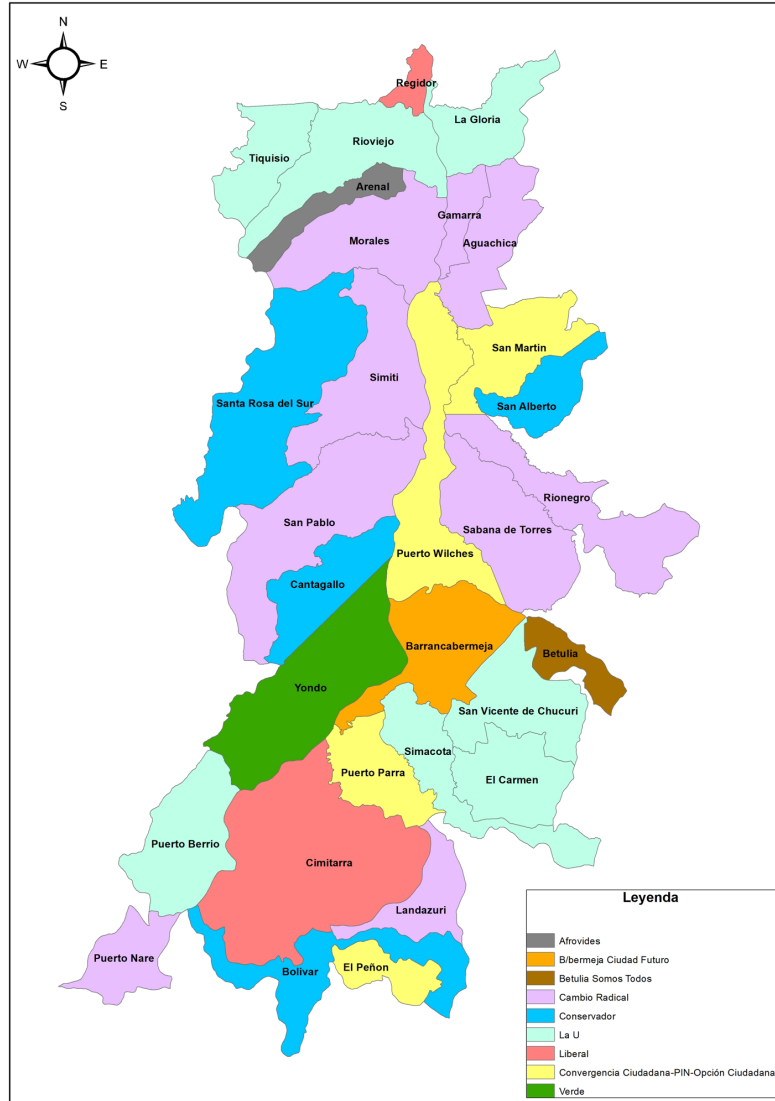 N
W
E
S
Regidor
La Gloria
Rioviejo
Tiquisio
Arenal
Gamarra
Morales
Aguachica
San Martin
Simiti
Santa Rosa del Sur
San Alberto
Rionegro
San Pablo
Sabana de Torres
Puerto Wilches
Cantagallo
Barrancabermeja
Betulia
Yondo
San Vicente de Chucuri
Simacota
Puerto Parra
El Carmen
Puerto Berrio
Cimitarra
Landazuri
Puerto Nare
El Peñon
Bolivar
Leyenda
Afrovides
B/bermeja Ciudad Futuro
Betulia Somos Todos
Cambio Radical
Conservador
La U
Liberal
Convergencia Ciudadana-PIN-Opción Ciudadana
Verde